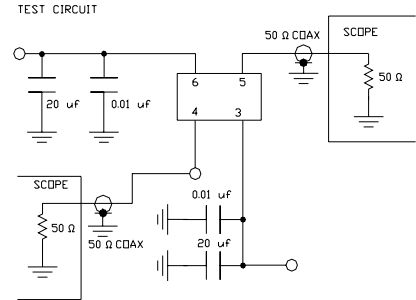 TEST CIRCUIT
50 Ω COAX
SCOPE
50 Ω
20 uf
0.01 uf
6 5
4 3
SCOPE
50 Ω
50 Ω COAX
0.01 uf
20 uf